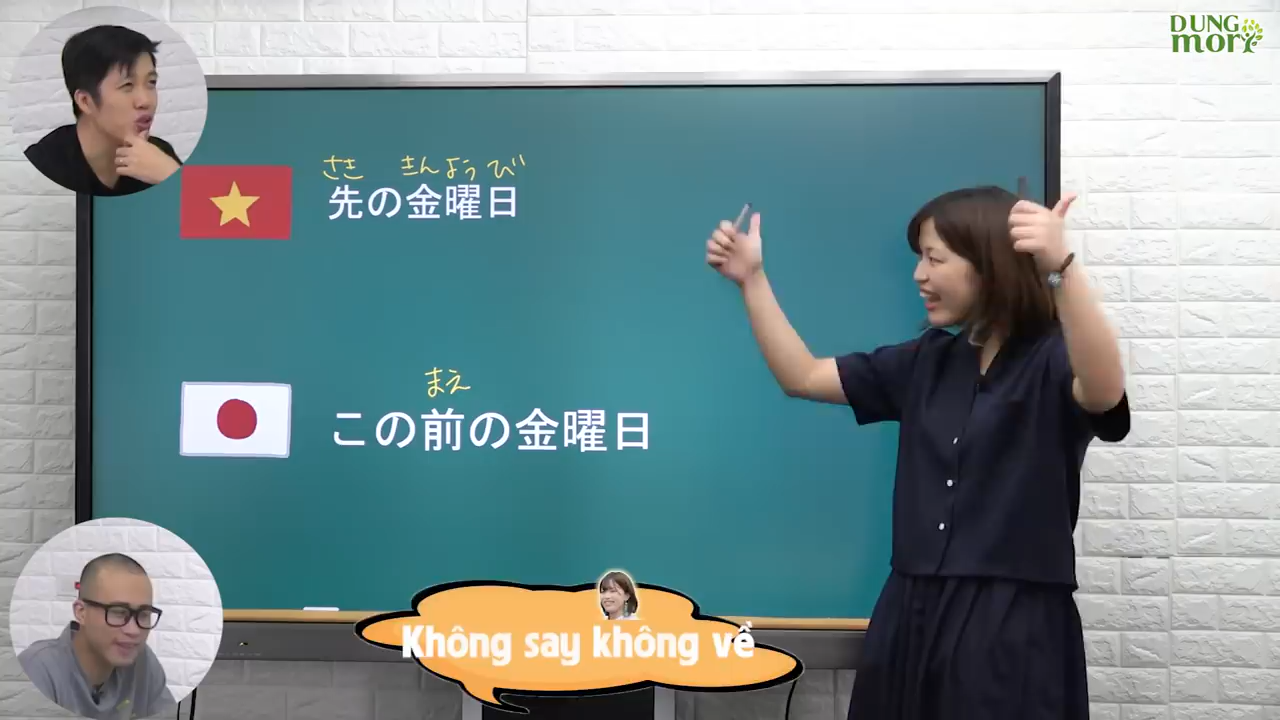 DUNG
mori
さき きんようび
先の金曜日
まえ
この前の金曜日
Không say không về